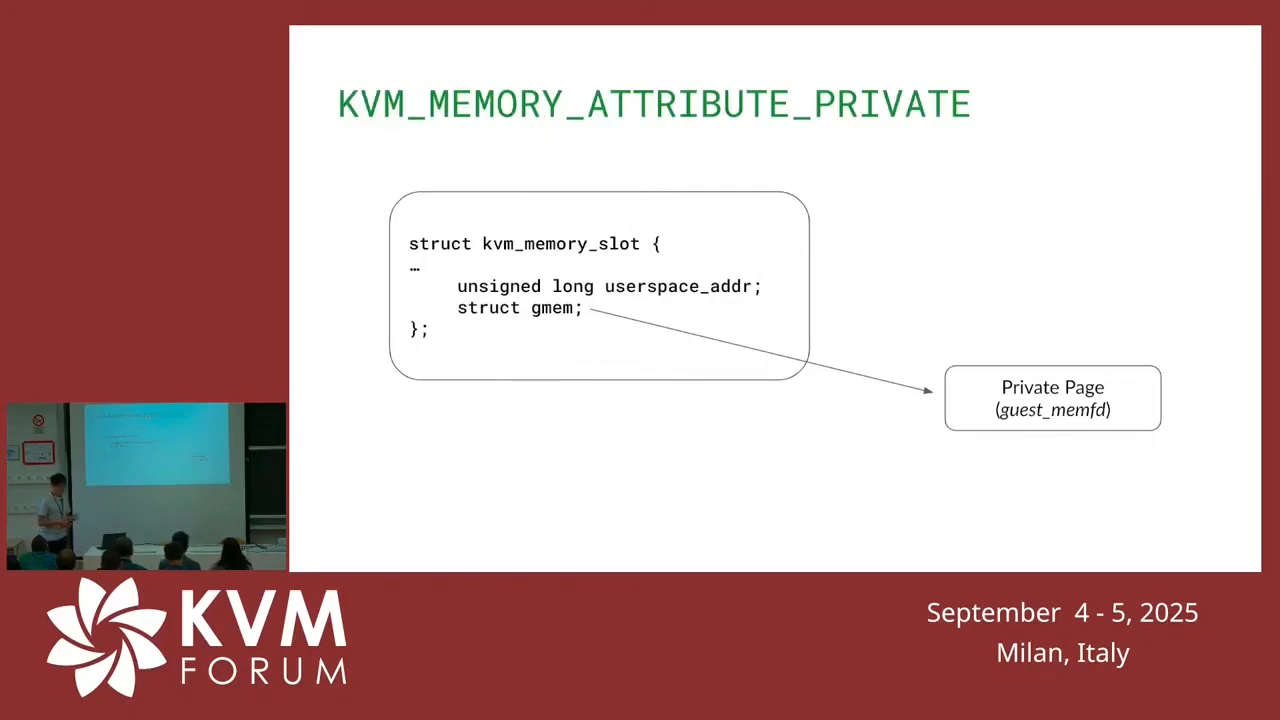 KVM_MEMORY_ATTRIBUTE_PRIVATE
struct kvm_memory_slot {
…
unsigned long userspace_addr;
struct gmem;
};
Private Page
(guest_memfd)
KVM
FORUM
September 4 - 5, 2025
Milan, Italy